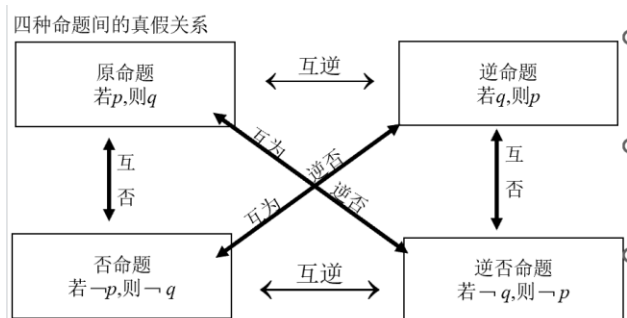 四种命题间的真假关系
原命题
若p,则q
互逆
逆命题
若q,则p
互为
逆否
互
否
互
否
互为
逆否
否命题
若¬p,则¬q
互逆
逆否命题
若¬q,则¬p